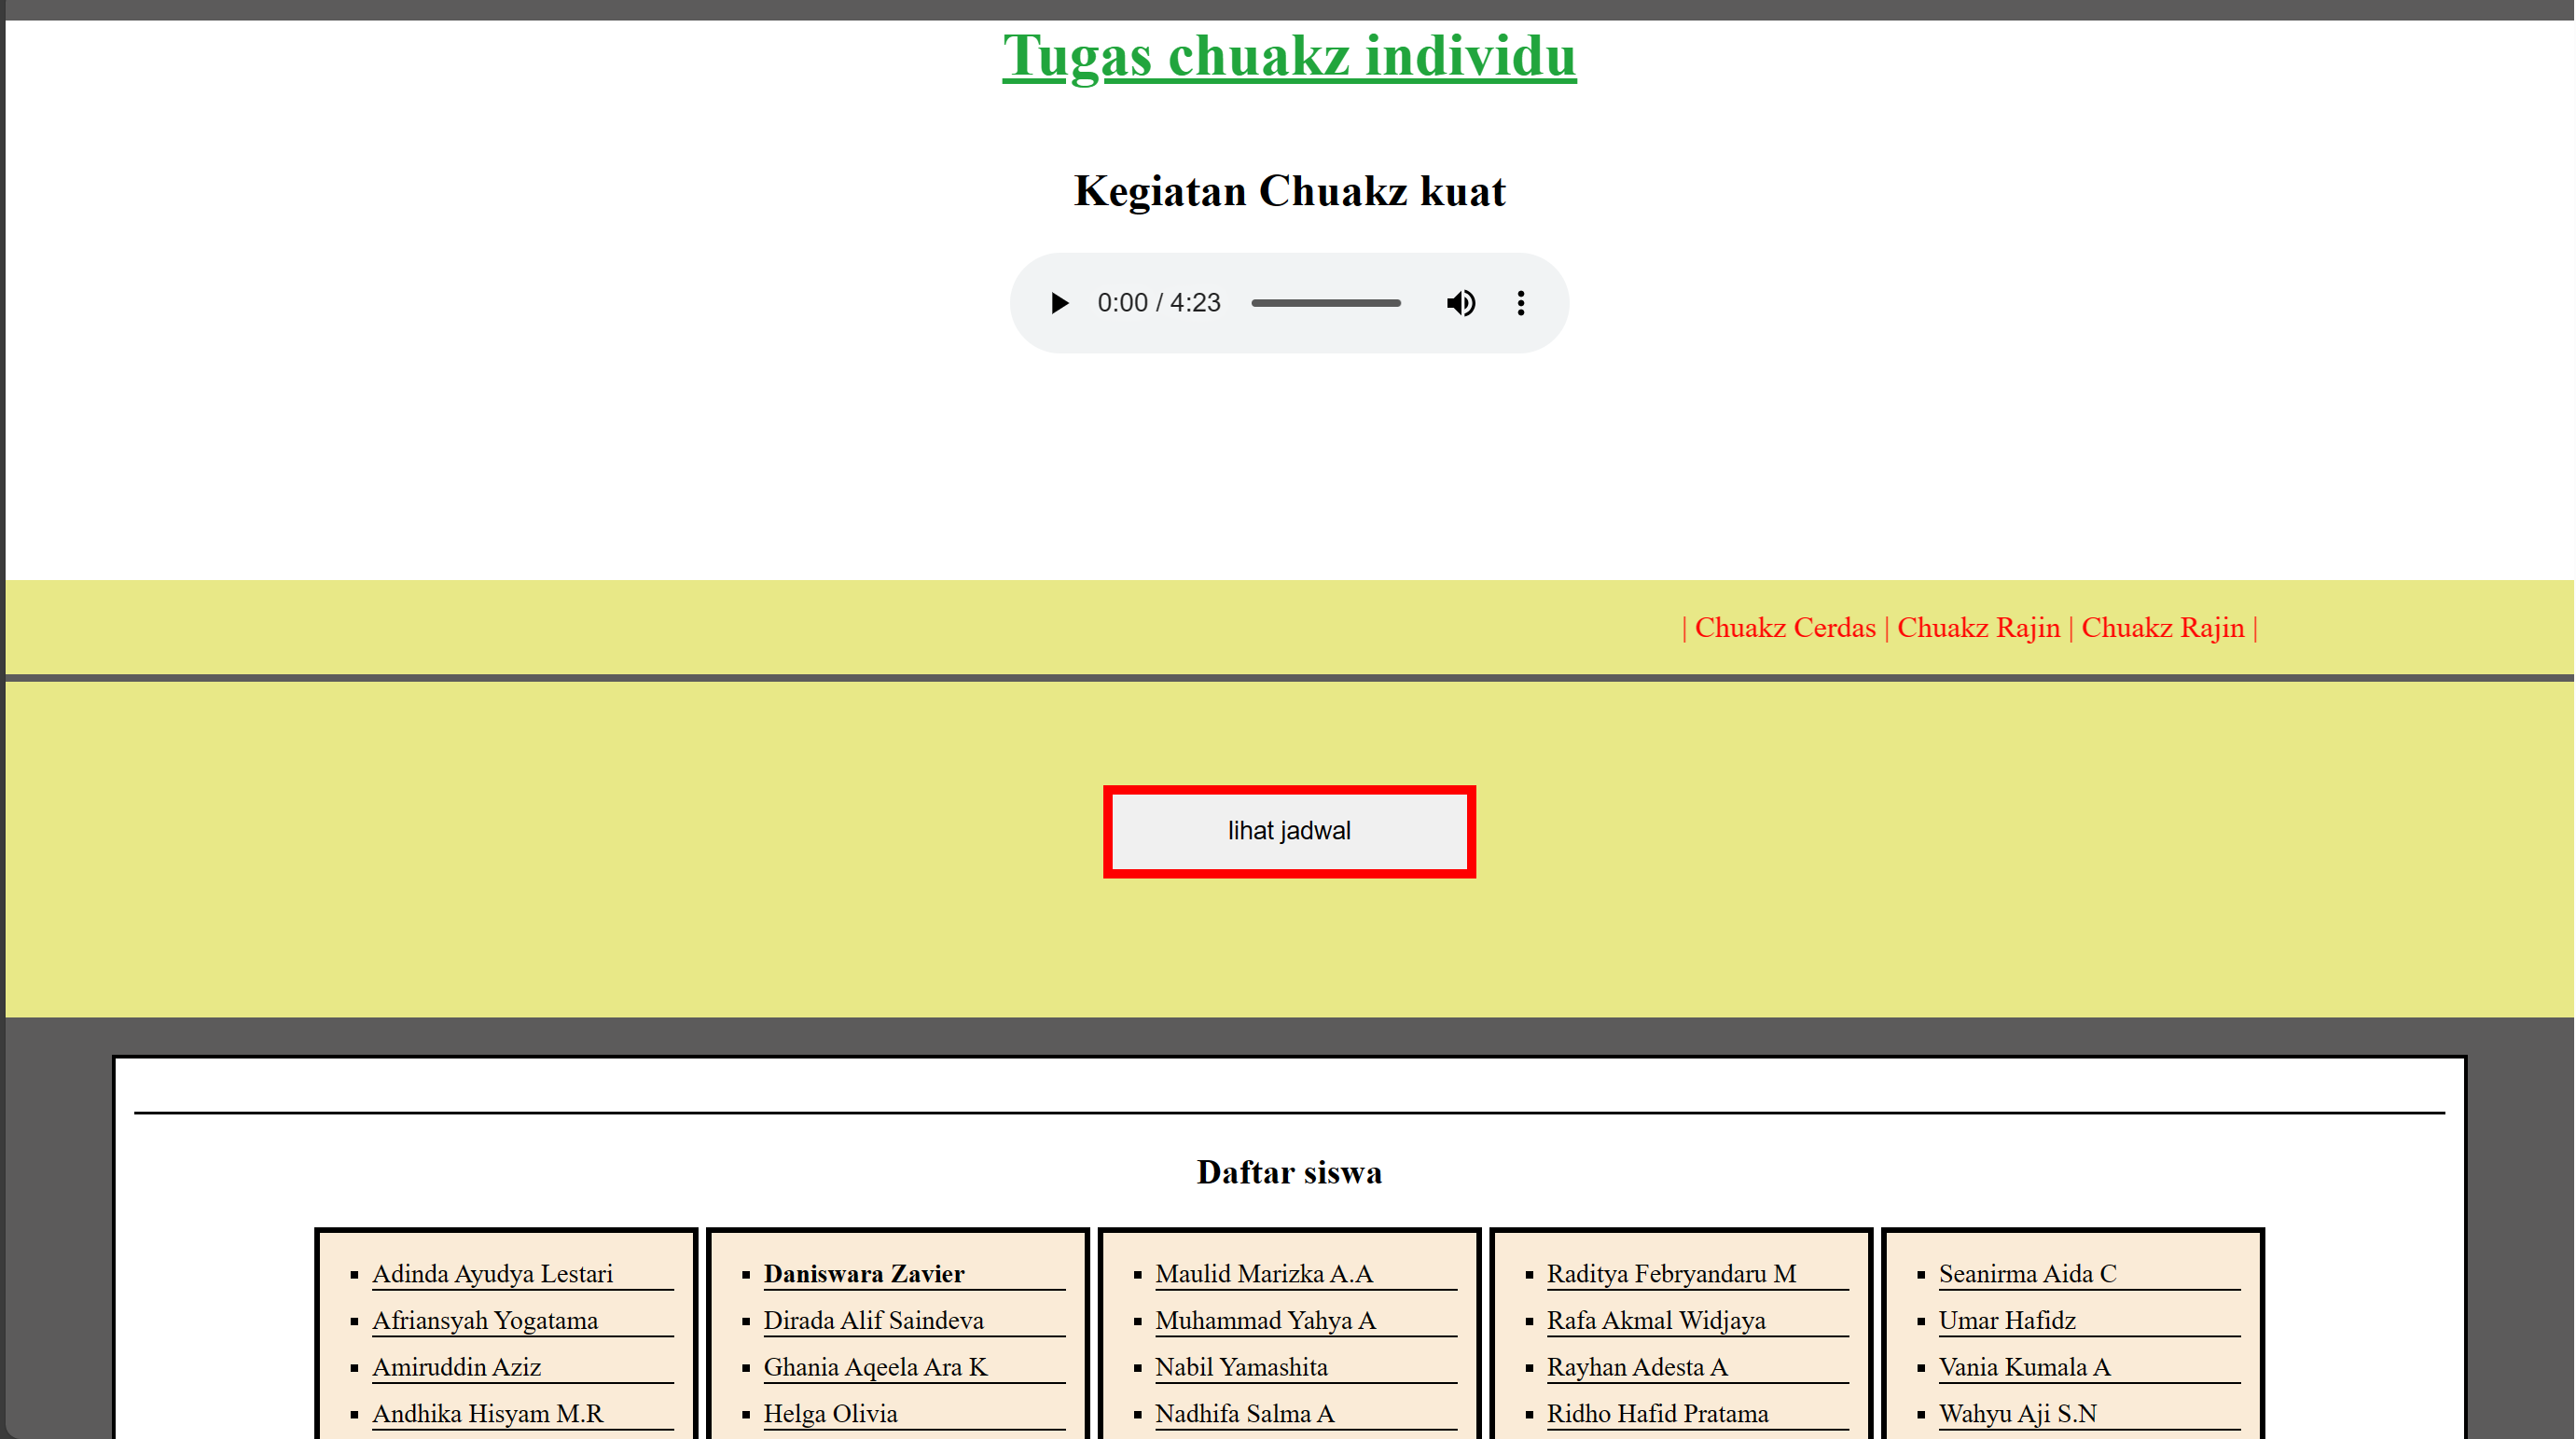 Tugas chuakz individu
Kegiatan Chuakz kuat
0:00 / 4:23
| Chuakz Cerdas | Chuakz Rajin | Chuakz Rajin |
lihat jadwal
Daftar siswa
Adinda Ayudya Lestari
Afriansyah Yogatama
Amiruddin Aziz
Andhika Hisyam M.R
Daniswara Zavier
Dirada Alif Saindeva
Ghania Aqeela Ara K
Helga Olivia
Maulid Marizka A.A
Muhammad Yahya A
Nabil Yamashita
Nadhifa Salma A
Raditya Febryandaru M
Rafa Akmal Widjaya
Rayhan Adesta A
Ridho Hafid Pratama
Seanirma Aida C
Umar Hafidz
Vania Kumala A
Wahyu Aji S.N